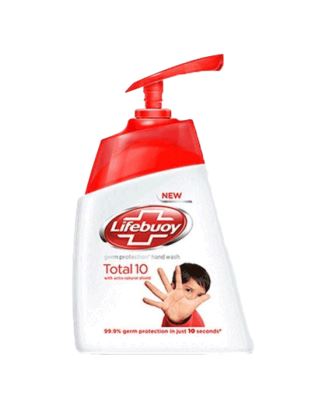 NEW
Lifebuoy
germ protection* hand wash
Total 10
with activ natural shield
99.9% germ protection in just 10 seconds*